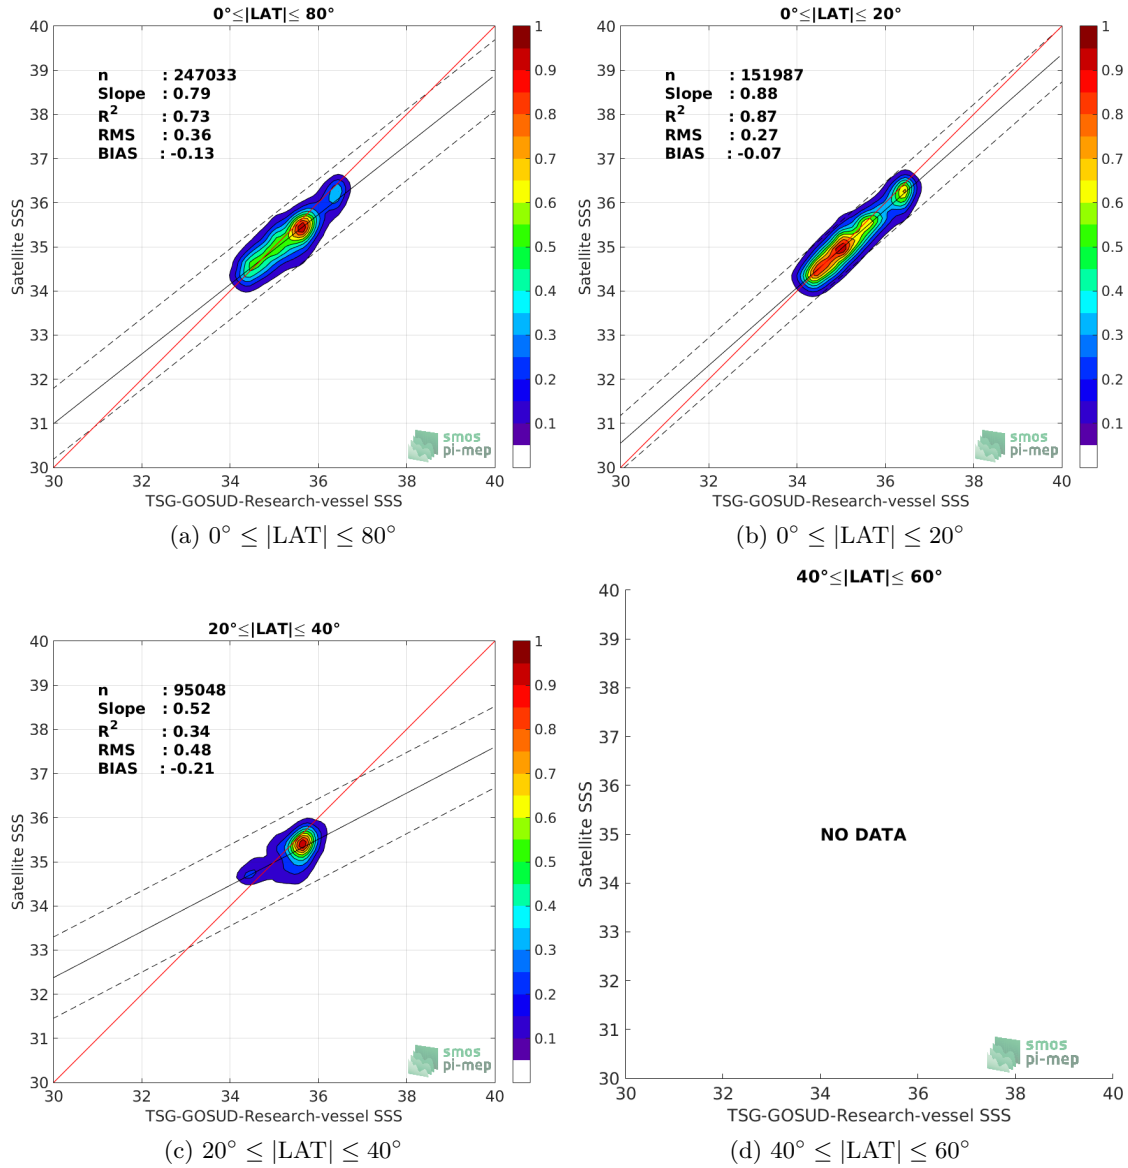 0°≤|LAT|≤ 80°
n : 247033
Slope : 0.79
R2 : 0.73
RMS : 0.36
BIAS : -0.13
40
39
38
37
36
35
34
33
32
31
30
Satellite SSS
30 32 34 36 38 40
TSG-GOSUD-Research-vessel SSS
1
0.9
0.8
0.7
0.6
0.5
0.4
0.3
0.2
0.1
smos
pi-mep
(a) 0° ≤ |LAT| ≤ 80°
0°≤|LAT|≤ 20°
n : 151987
Slope : 0.88
R2 : 0.87
RMS : 0.27
BIAS : -0.07
40
39
38
37
36
35
34
33
32
31
30
Satellite SSS
30 32 34 36 38 40
TSG-GOSUD-Research-vessel SSS
1
0.9
0.8
0.7
0.6
0.5
0.4
0.3
0.2
0.1
smos
pi-mep
(b) 0° ≤ |LAT| ≤ 20°
20°≤|LAT|≤ 40°
n : 95048
Slope : 0.52
R2 : 0.34
RMS : 0.48
BIAS : -0.21
40
39
38
37
36
35
34
33
32
31
30
Satellite SSS
30 32 34 36 38 40
TSG-GOSUD-Research-vessel SSS
1
0.9
0.8
0.7
0.6
0.5
0.4
0.3
0.2
0.1
smos
pi-mep
(c) 20° ≤ |LAT| ≤ 40°
40°≤|LAT|≤ 60°
40
39
38
37
36
35
34
33
32
31
30
Satellite SSS
NO DATA
30 32 34 36 38 40
TSG-GOSUD-Research-vessel SSS
smos
pi-mep
(d) 40° ≤ |LAT| ≤ 60°